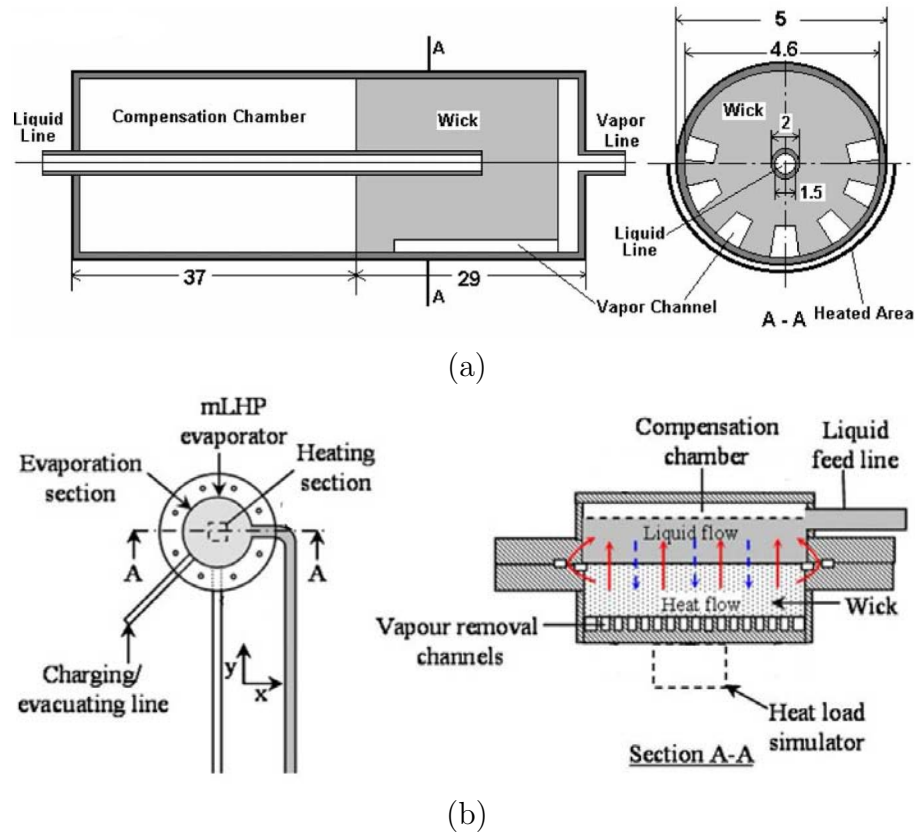 A
5
4.6
Liquid
Line
Compensation Chamber
Wick
Vapor
Line
Wick
2
1.5
Liquid
Line
37
29
A
Vapor Channel
A - A
Heated Area
(a)
mLHP
evaporator
Evaporation
section
Heating
section
A
A
Charging/
evacuating line
y
x
Compensation
chamber
Liquid
feed line
Liquid flow
Heat flow
Wick
Vapour removal
channels
Heat load
simulator
Section A-A
(b)